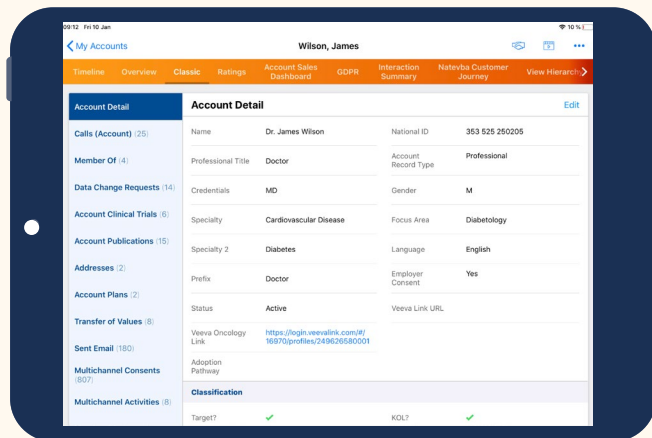 09:12 Fri 10 Jan
10 %
My Accounts
Wilson, James
Timeline
Overview
Classic
Ratings
Account Sales
Dashboard
GDPR
Interaction
Summary
Natevba Customer
Journey
View Hierarch
Account Detail
Calls (Account) (25)
Member Of (4)
Data Change Requests (14)
Account Clinical Trials (6)
Account Publications (15)
Addresses (2)
Account Plans (2)
Transfer of Values (8)
Sent Email (180)
Multichannel Consents
(807)
Multichannel Activities (8)
Account Detail
Edit
Name Dr. James Wilson
National ID 353 525 250205
Professional Title Doctor
Account
Record Type
Professional
Credentials MD
Gender M
Specialty Cardiovascular Disease
Focus Area Diabetology
Specialty 2 Diabetes
Language English
Prefix Doctor
Employer
Consent
Yes
Status Active
Veeva Link URL
Veeva Oncology
Link
https://login.veevalink.com/#/
16970/profiles/249626580001
Adoption
Pathway
Classification
Target?
KOL?